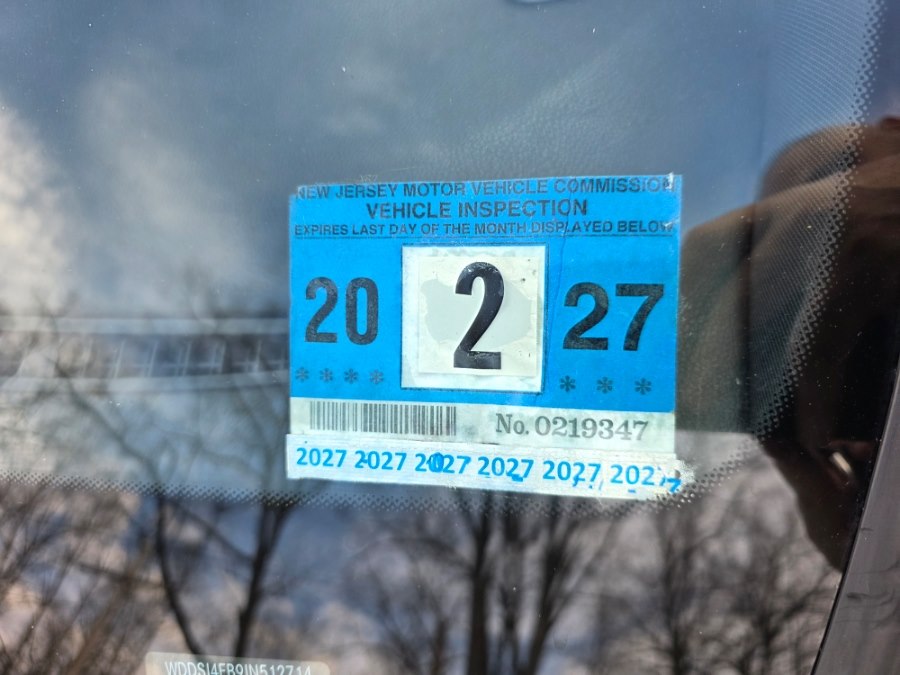 NEW JERSEY MOTOR VEHICLE COMMISSION
VEHICLE INSPECTION
EXPIRES LAST DAY OF THE MONTH DISPLAYED BELOW
20 2 27
**** ***
No. 0219347
2027 2027 2027 2027 2027 2027